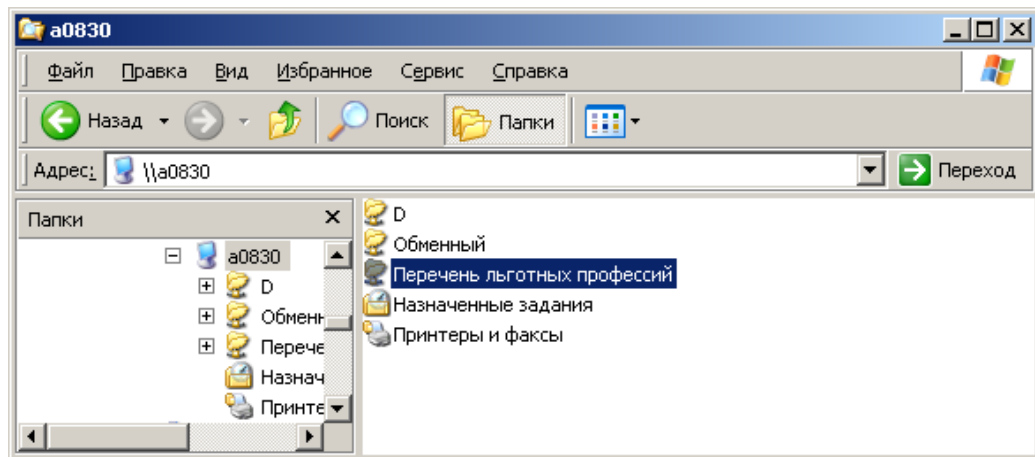 a0830
Файл Правка Вид Избранное Сервис Справка
Назад Поиск Папки
Адрес: \\a0830 Переход
Папки
a0830
D
Обменн
Перече
Назнач
Принте
D
Обменный
Перечень льготных профессий
Назначенные задания
Принтеры и факсы